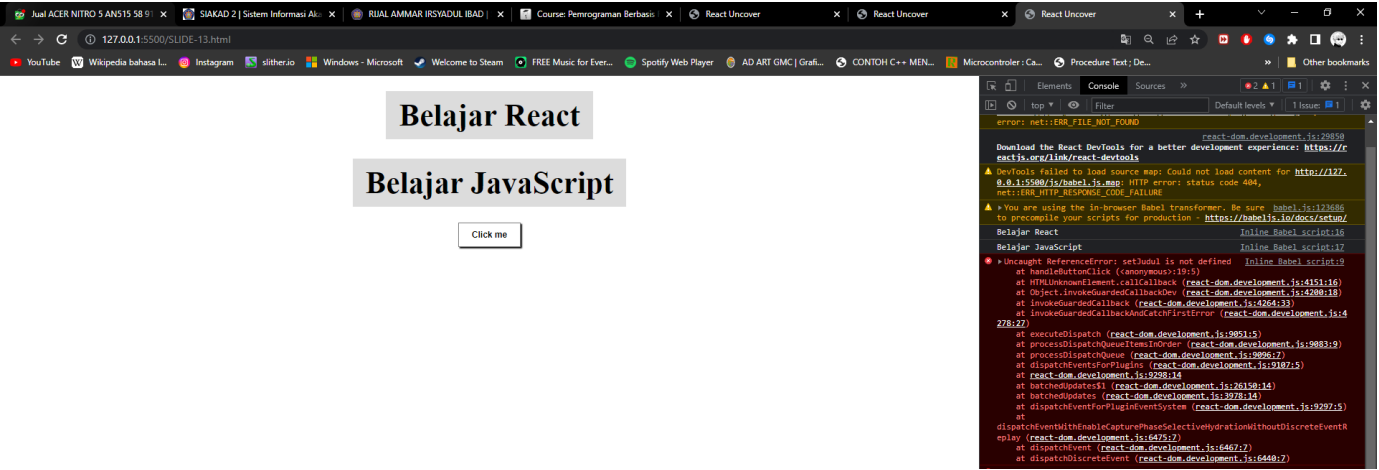 Jual ACER NITRO 5 AN515 58 91
SIAKAD 2 | Sistem Informasi Aka
RIJAL AMMAR IRSYADUL IBAD |
Course: Pemrograman Berbasis
React Uncover
React Uncover
React Uncover
127.0.0.1:5500/SLIDE-13.html
YouTube
Wikipedia bahasa I...
Instagram
slither.io
Windows - Microsoft
Welcome to Steam
FREE Music for Ever...
Spotify Web Player
AD ART GMC | Grafi...
CONTOH C++ MEN...
Microcontroler : Ca...
Procedure Text ; De...
»
Other bookmarks
Belajar React
Belajar JavaScript
Click me
Elements Console Sources » 2 1 1
top Filter Default levels 1 Issue: 1
error: net::ERR_FILE_NOT_FOUND
react-dom.development.js:29850
Download the React DevTools for a better development experience: https://r
eactjs.org/link/react-devtools
DevTools failed to load source map: Could not load content for http://127.
0.0.1:5500/js/babel.js.map: HTTP error: status code 404,
net::ERR_HTTP_RESPONSE_CODE_FAILURE
You are using the in-browser Babel transformer. Be sure babel.js:123686
to precompile your scripts for production - https://babeljs.io/docs/setup/
Belajar React Inline Babel script:16
Belajar JavaScript Inline Babel script:17
Uncaught ReferenceError: setJudul is not defined Inline Babel script:9
at handleButtonClick (<anonymous>:19:5)
at HTMLUnknownElement.callCallback (react-dom.development.js:4151:16)
at Object.invokeGuardedCallbackDev (react-dom.development.js:4200:18)
at invokeGuardedCallback (react-dom.development.js:4264:33)
at invokeGuardedCallbackAndCatchFirstError (react-dom.development.js:4
278:27)
at executeDispatch (react-dom.development.js:9051:5)
at processDispatchQueueItemsInOrder (react-dom.development.js:9083:9)
at processDispatchQueue (react-dom.development.js:9096:7)
at dispatchEventsForPlugins (react-dom.development.js:9107:5)
at react-dom.development.js:9298:14
at batchedUpdates$1 (react-dom.development.js:26150:14)
at batchedUpdates (react-dom.development.js:3978:14)
at dispatchEventForPluginEventSystem (react-dom.development.js:9297:5)
at
dispatchEventWithEnableCapturePhaseSelectiveHydrationWithoutDiscreteEventR
eplay (react-dom.development.js:6475:7)
at dispatchEvent (react-dom.development.js:6467:7)
at dispatchDiscreteEvent (react-dom.development.js:6440:7)